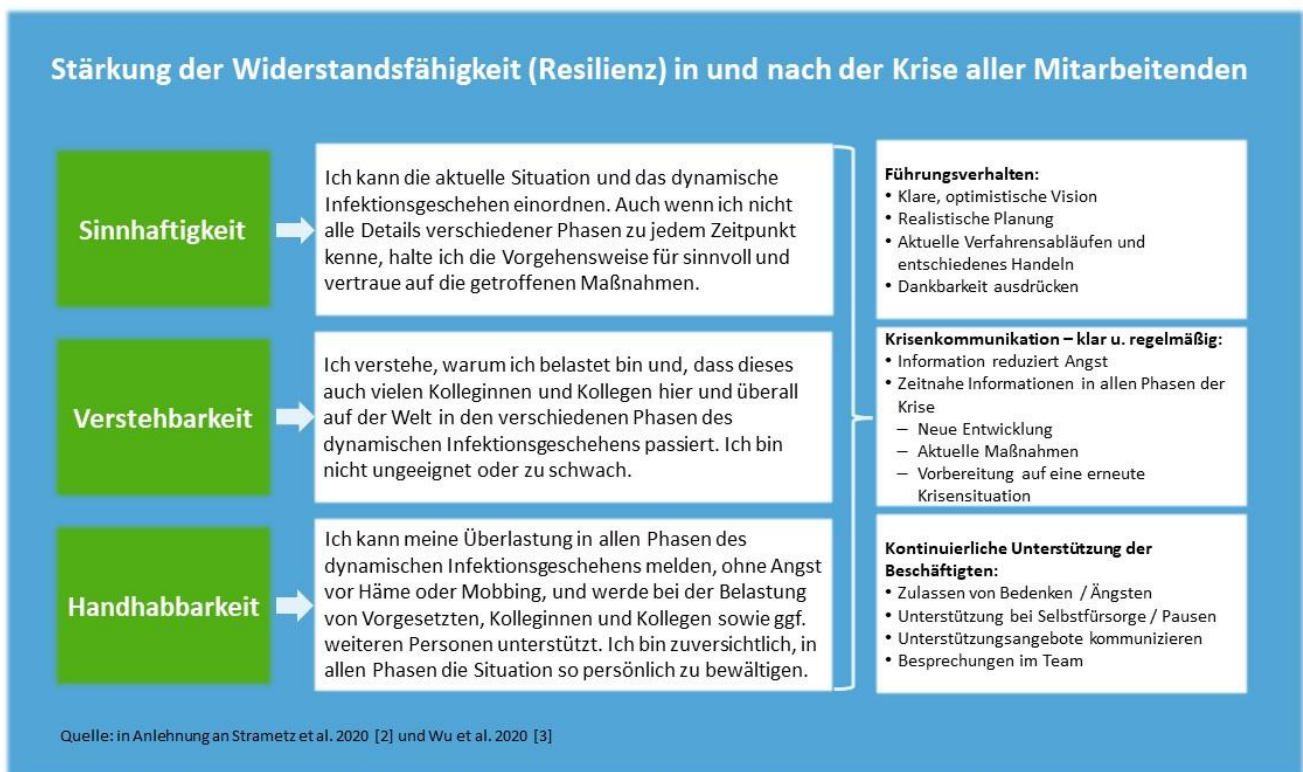 Stärkung der Widerstandsfähigkeit (Resilienz) in und nach der Krise aller Mitarbeitenden
Sinnhaftigkeit
Ich kann die aktuelle Situation und das dynamische
Infektionsgeschehen einordnen. Auch wenn ich nicht
alle Details verschiedener Phasen zu jedem Zeitpunkt
kenne, halte ich die Vorgehensweise für sinnvoll und
vertraue auf die getroffenen Maßnahmen.
Verstehbarkeit
Ich verstehe, warum ich belastet bin und, dass dieses
auch vielen Kolleginnen und Kollegen hier und überall
auf der Welt in den verschiedenen Phasen des
dynamischen Infektionsgeschehens passiert. Ich bin
nicht ungeeignet oder zu schwach.
Handhabbarkeit
Ich kann meine Überlastung in allen Phasen des
dynamischen Infektionsgeschehens melden, ohne Angst
vor Häme oder Mobbing, und werde bei der Belastung
von Vorgesetzten, Kolleginnen und Kollegen sowie ggf.
weiteren Personen unterstützt. Ich bin zuversichtlich, in
allen Phasen die Situation so persönlich zu bewältigen.
Führungsverhalten:
• Klare, optimistische Vision
• Realistische Planung
• Aktuelle Verfahrensabläufen und
entschiedenes Handeln
• Dankbarkeit ausdrücken
Krisenkommunikation – klar u. regelmäßig:
• Information reduziert Angst
• Zeitnahe Informationen in allen Phasen der
Krise
– Neue Entwicklung
– Aktuelle Maßnahmen
– Vorbereitung auf eine erneute
Krisensituation
Kontinuierliche Unterstützung der
Beschäftigten:
• Zulassen von Bedenken / Ängsten
• Unterstützung bei Selbstfürsorge / Pausen
• Unterstützungsangebote kommunizieren
• Besprechungen im Team
Quelle: in Anlehnung an Strametz et al. 2020 [2] und Wu et al. 2020 [3]